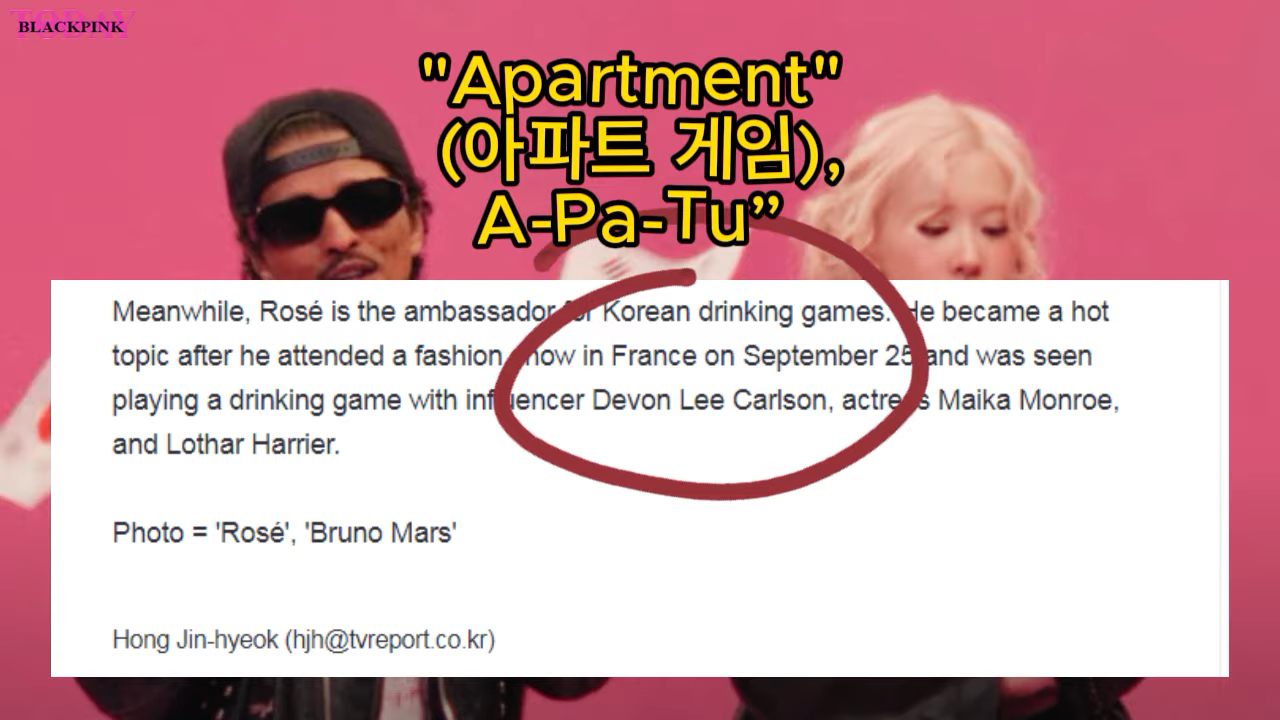 TODAY
BLACKPINK
"Apartment"
(아파트 게임),
A-Pa-Tu”
Meanwhile, Rosé is the ambassador for Korean drinking games. He became a hot
topic after he attended a fashion show in France on September 25 and was seen
playing a drinking game with influencer Devon Lee Carlson, actress Maika Monroe,
and Lothar Harrier.
Photo = 'Rosé', 'Bruno Mars'
Hong Jin-hyeok (hjh@tvreport.co.kr)